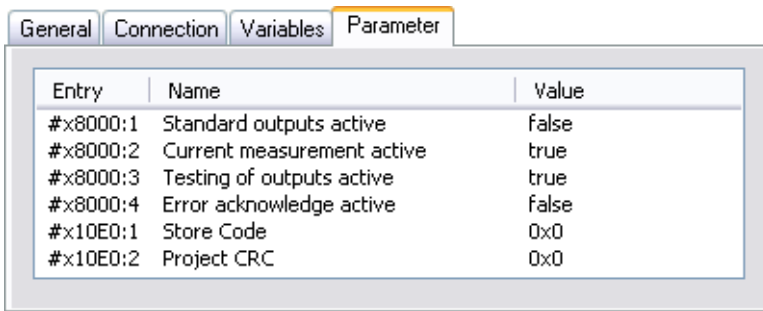 General Connection Variables Parameter
Entry Name Value
#x8000:1 Standard outputs active false
#x8000:2 Current measurement active true
#x8000:3 Testing of outputs active true
#x8000:4 Error acknowledge active false
#x10E0:1 Store Code 0x0
#x10E0:2 Project CRC 0x0